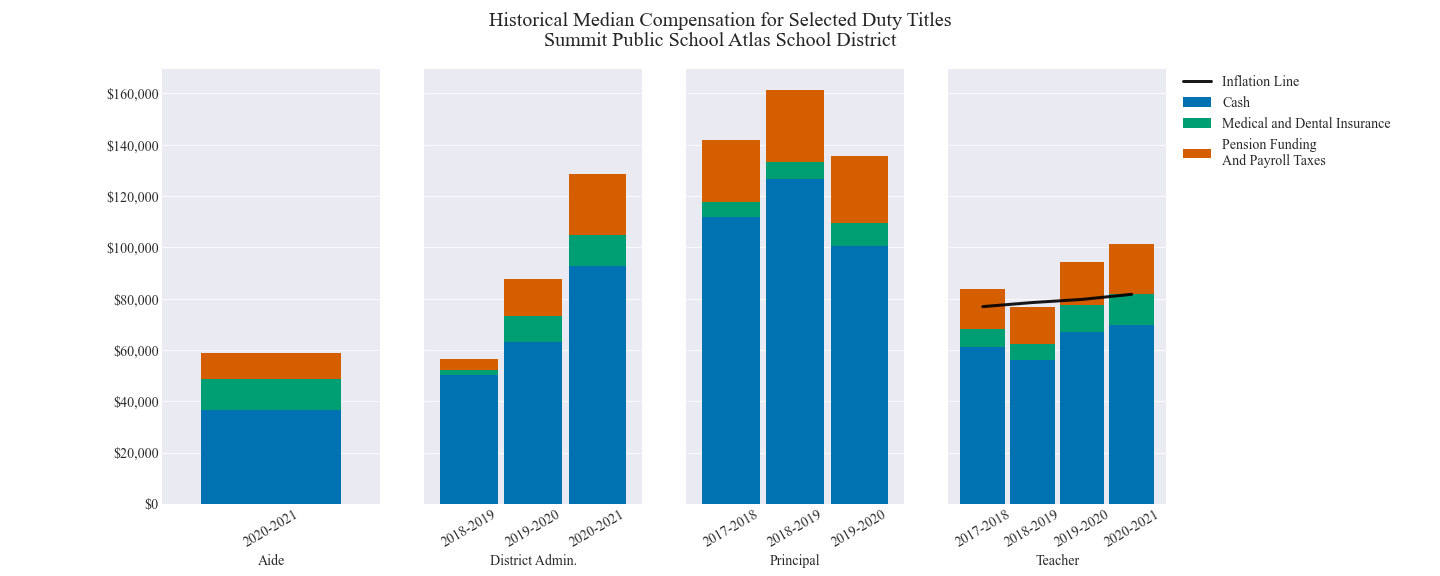 Historical Median Compensation for Selected Duty Titles
Summit Public School Atlas School District
$160,000
$140,000
$120,000
$100,000
$80,000
$60,000
$40,000
$20,000
$0
2020-2021
Aide
2018-2019
2019-2020
2020-2021
District Admin.
2017-2018
2018-2019
2019-2020
Principal
2017-2018
2018-2019
2019-2020
2020-2021
Teacher
Inflation Line
Cash
Medical and Dental Insurance
Pension Funding
And Payroll Taxes